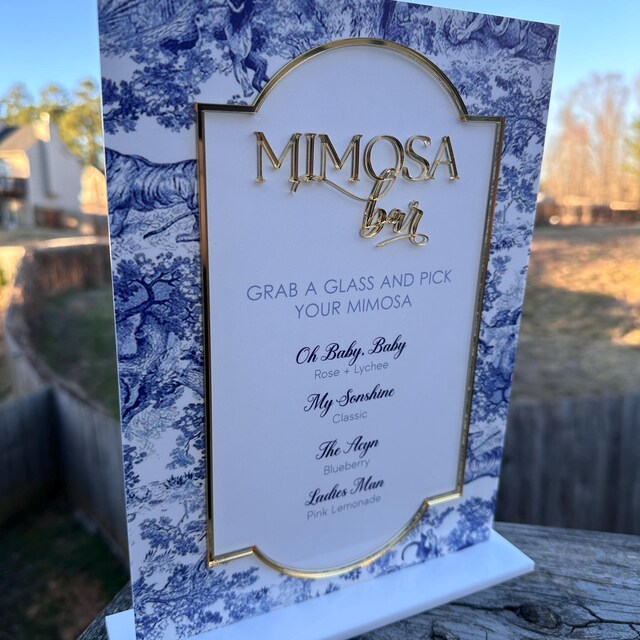 MIMOSA
bar
GRAB A GLASS AND PICK
YOUR MIMOSA
Oh Baby, Baby
Rose + Lychee
My Sonshine
Classic
The Acyn
Blueberry
Ladies Man
Pink Lemonade